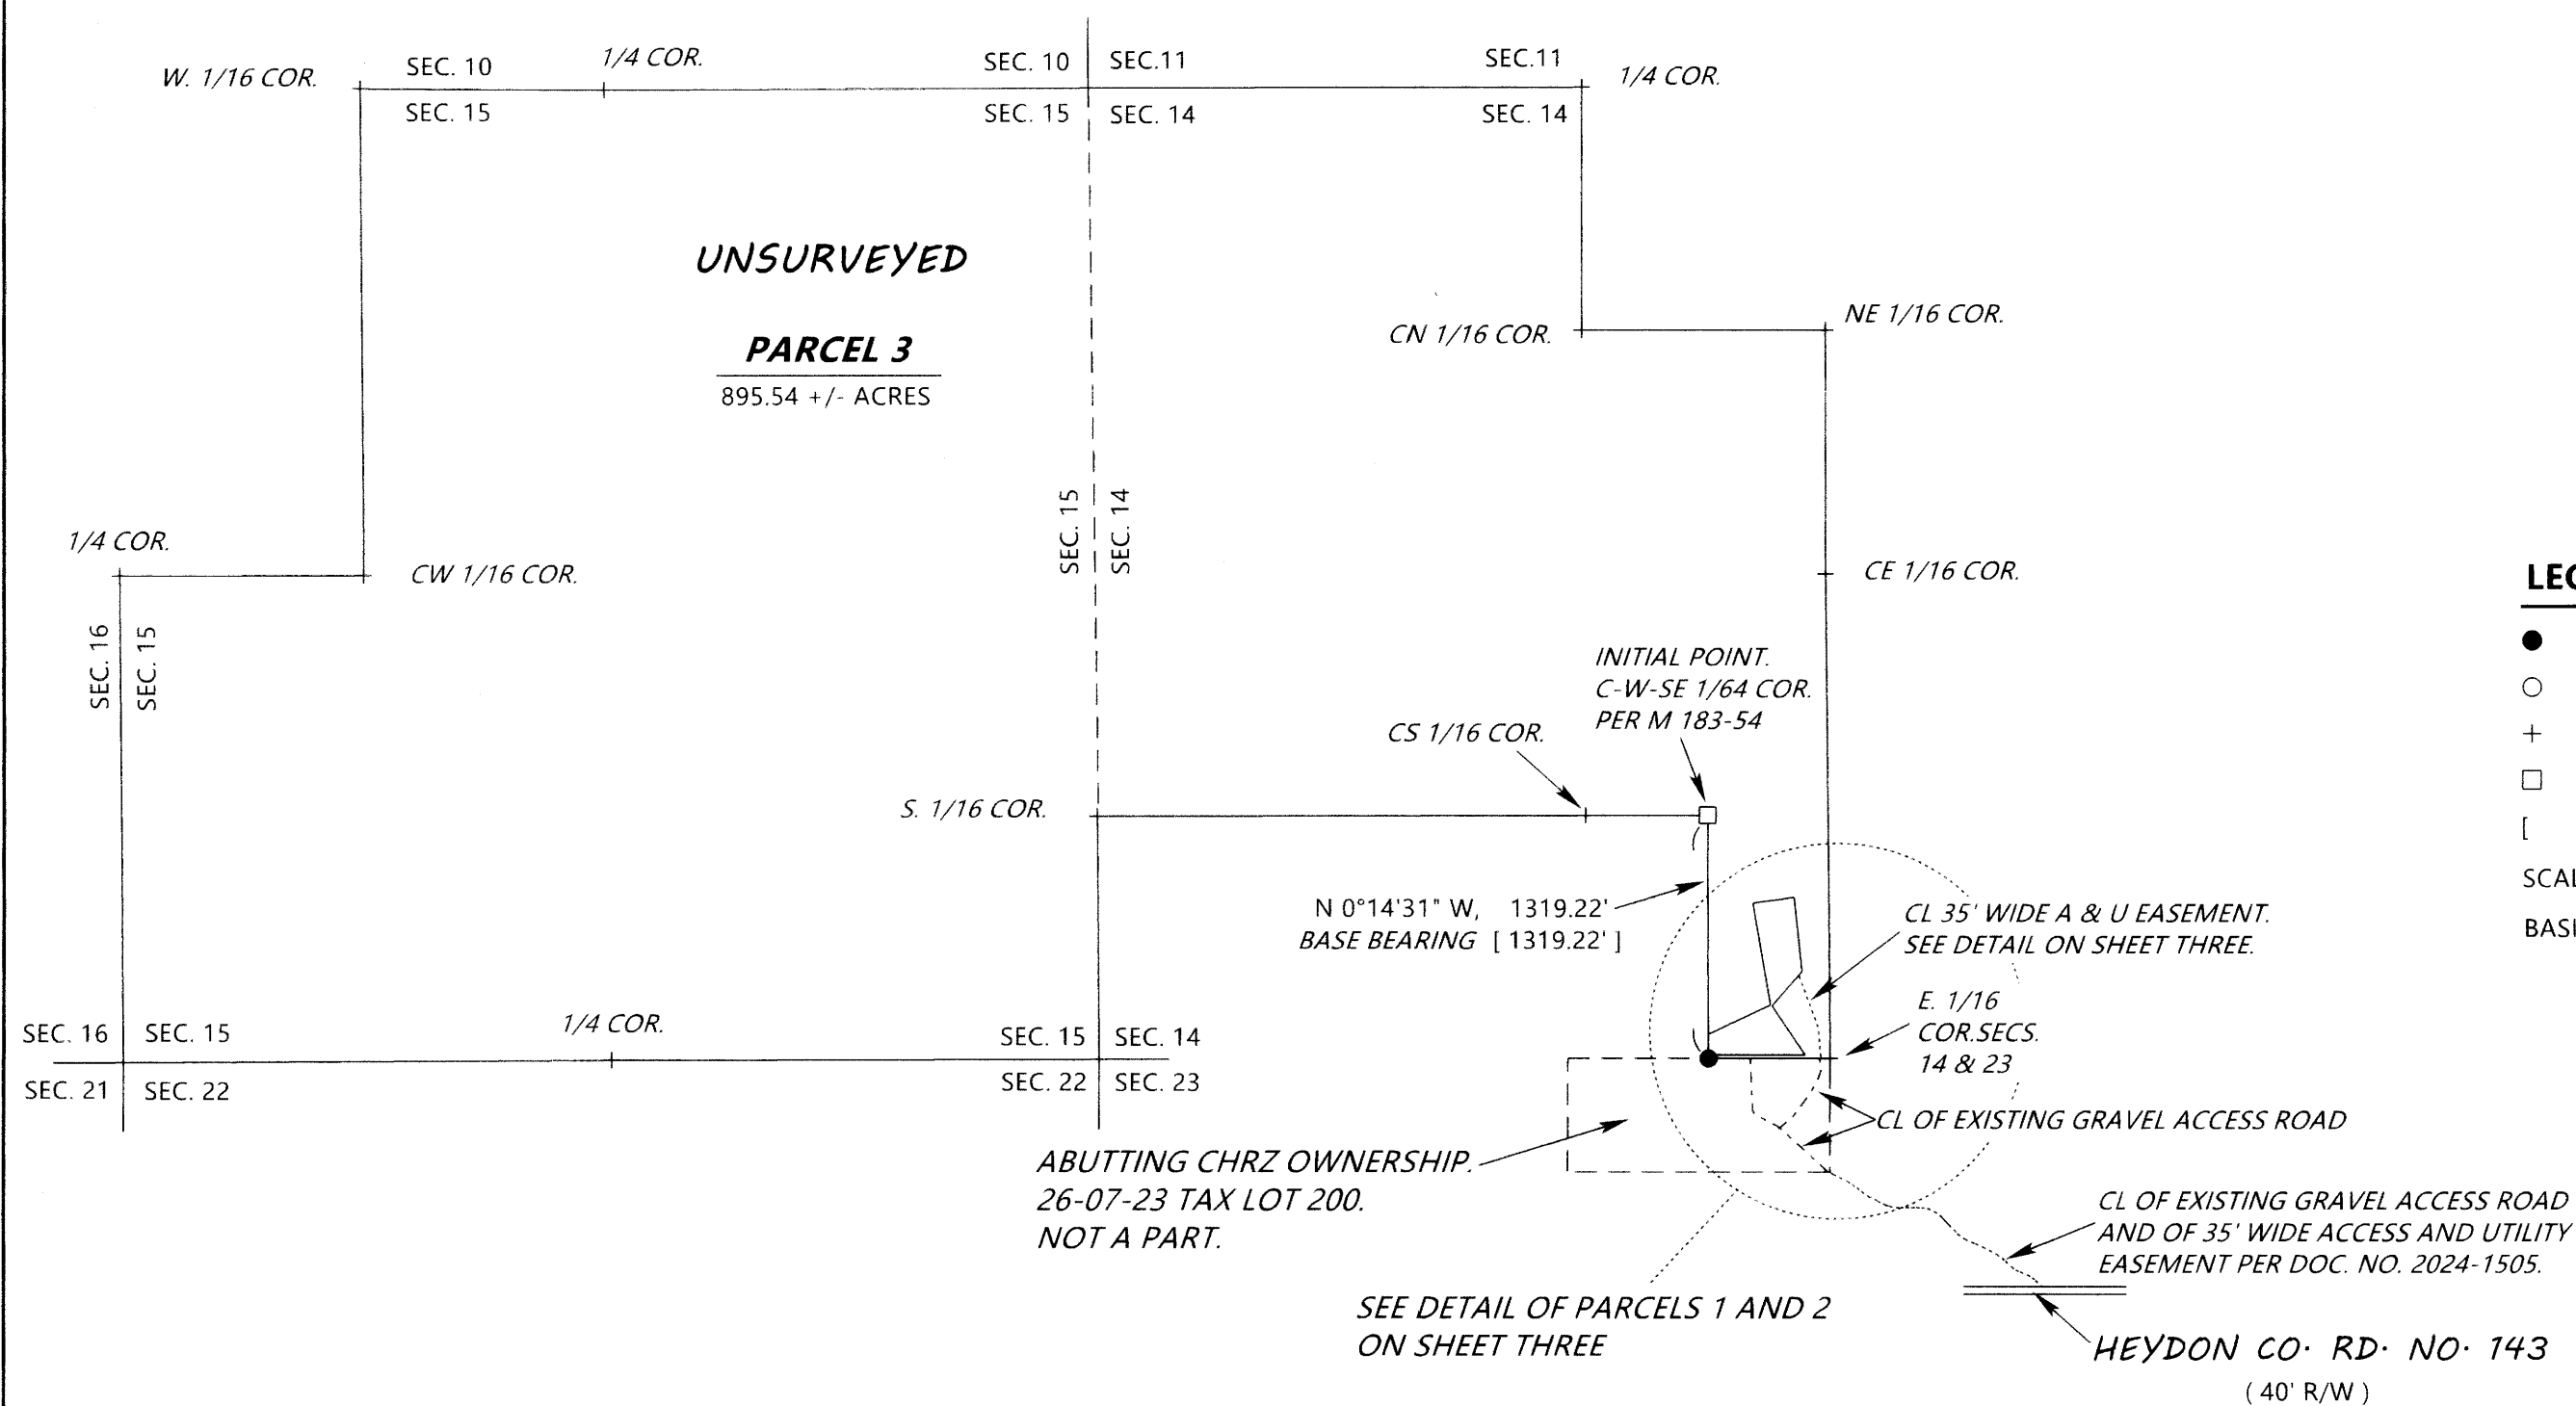 W. 1/16 COR.
SEC. 10
1/4 COR.
SEC. 10
SEC.11
SEC.11
1/4 COR.
SEC. 15
SEC. 15
SEC. 14
SEC. 14
UNSURVEYED
PARCEL 3
895.54 +/- ACRES
CN 1/16 COR.
NE 1/16 COR.
1/4 COR.
CW 1/16 COR.
SEC. 15
SEC. 14
CE 1/16 COR.
SEC. 16
SEC. 15
INITIAL POINT.
C-W-SE 1/64 COR.
PER M 183-54
CS 1/16 COR.
S. 1/16 COR.
N 0°14'31" W, 1319.22'
BASE BEARING [ 1319.22' ]
CL 35' WIDE A & U EASEMENT.
SEE DETAIL ON SHEET THREE.
E. 1/16
COR.SECS.
14 & 23
SEC. 16
SEC. 15
1/4 COR.
SEC. 15
SEC. 14
SEC. 21
SEC. 22
SEC. 22
SEC. 23
CL OF EXISTING GRAVEL ACCESS ROAD
ABUTTING CHRZ OWNERSHIP.
26-07-23 TAX LOT 200.
NOT A PART.
CL OF EXISTING GRAVEL ACCESS ROAD
AND OF 35' WIDE ACCESS AND UTILITY
EASEMENT PER DOC. NO. 2024-1505.
SEE DETAIL OF PARCELS 1 AND 2
ON SHEET THREE
HEYDON CO. RD. NO. 143
( 40' R/W )
[